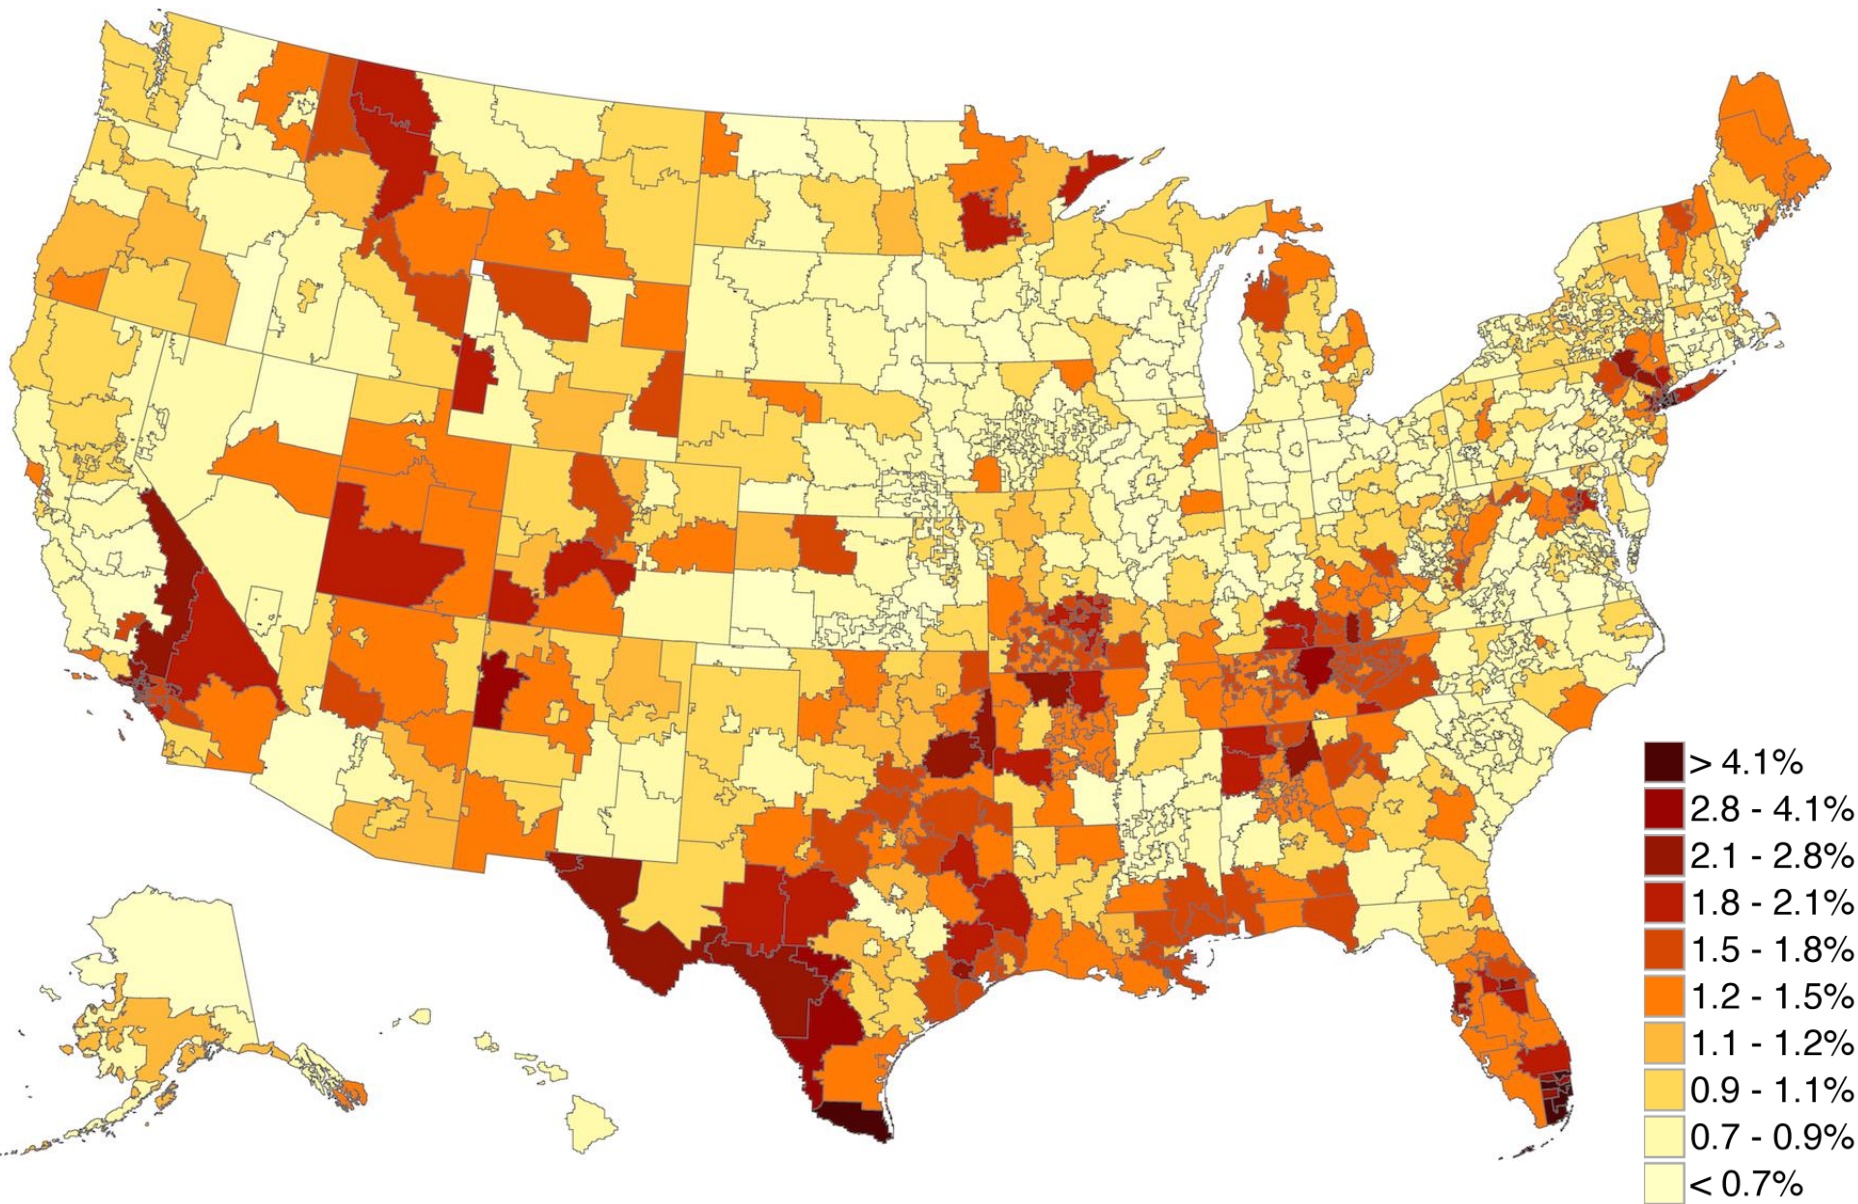 > 4.1%
2.8 - 4.1%
2.1 - 2.8%
1.8 - 2.1%
1.5 - 1.8%
1.2 - 1.5%
1.1 - 1.2%
0.9 - 1.1%
0.7 - 0.9%
< 0.7%